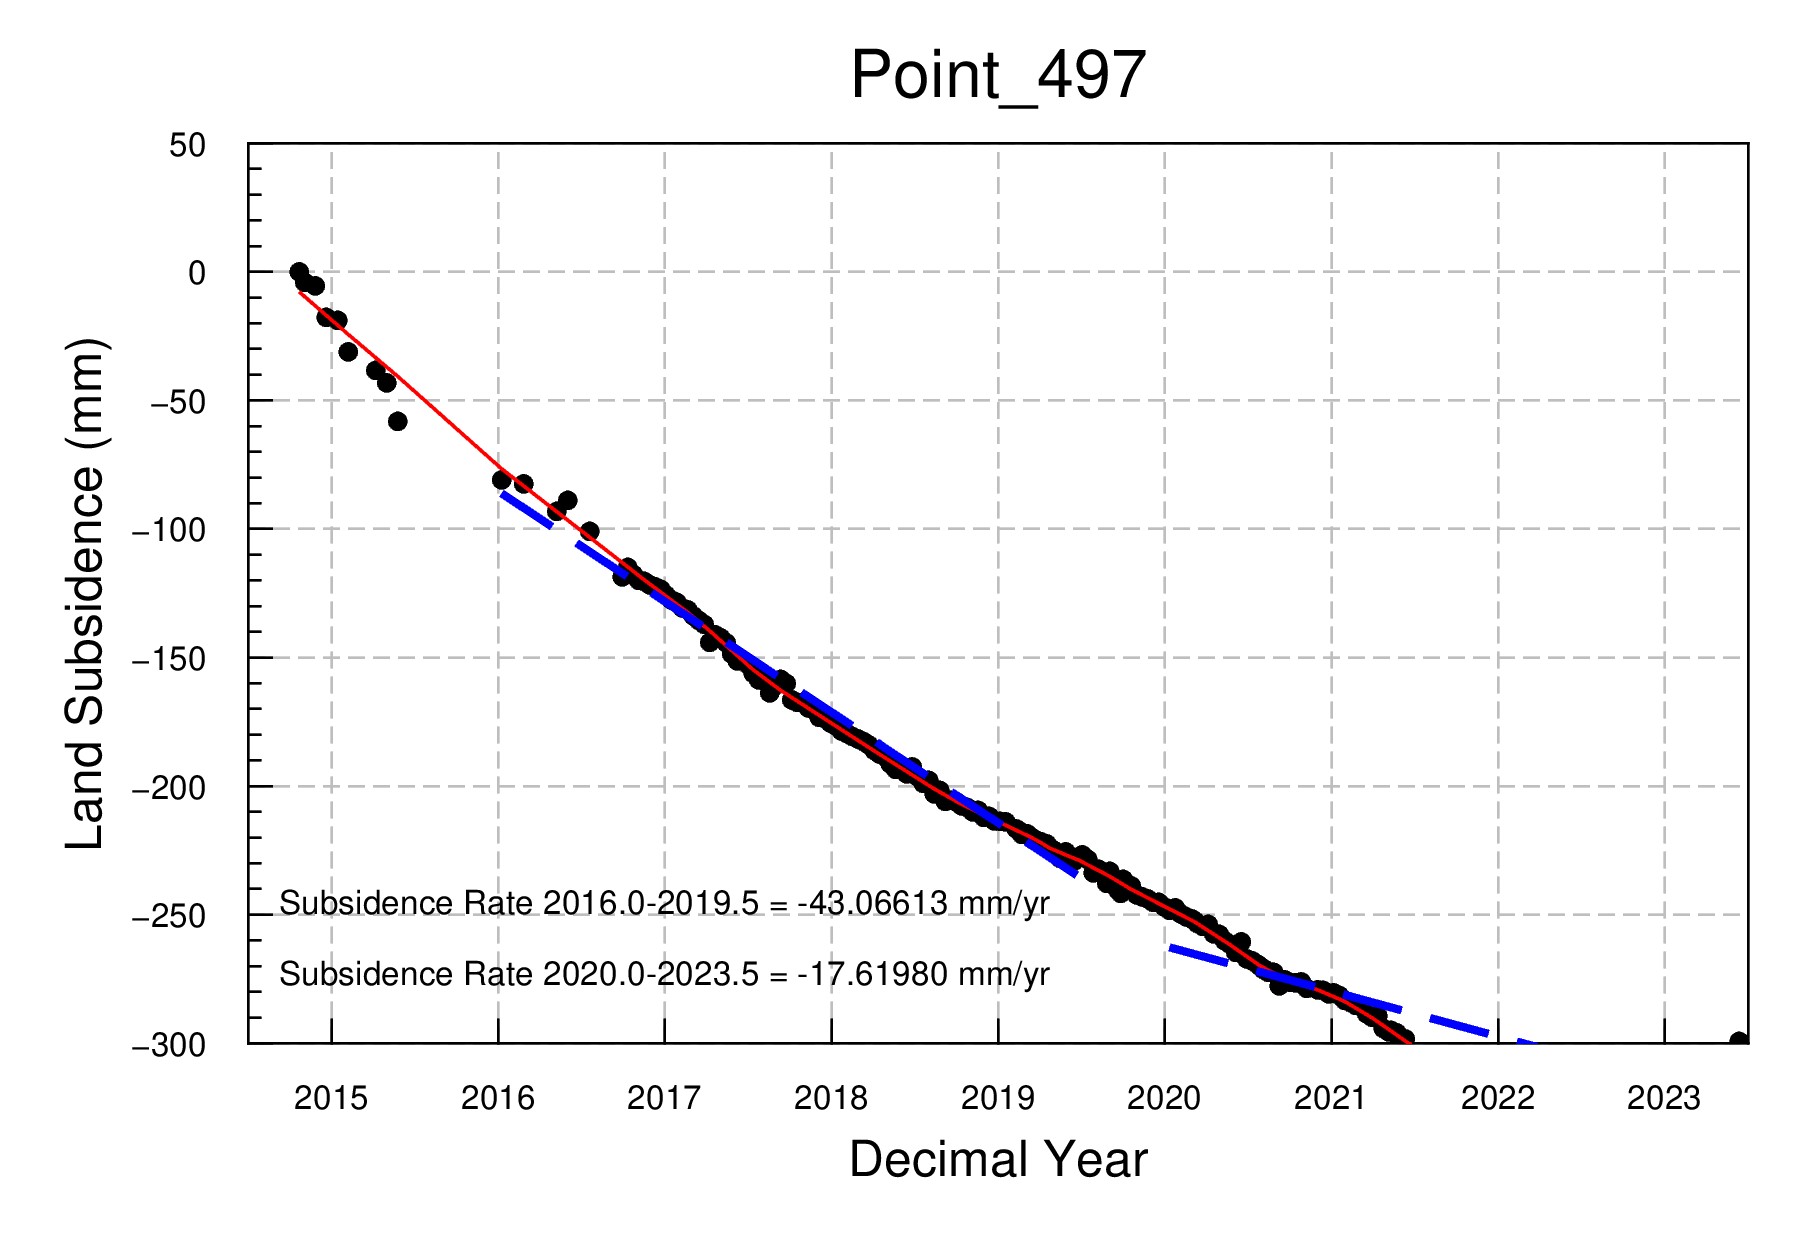 Point_497
50
0
−50
−100
−150
−200
−250
−300
Land Subsidence (mm)
Subsidence Rate 2016.0-2019.5 = -43.06613 mm/yr
Subsidence Rate 2020.0-2023.5 = -17.61980 mm/yr
2015 2016 2017 2018 2019 2020 2021 2022 2023
Decimal Year